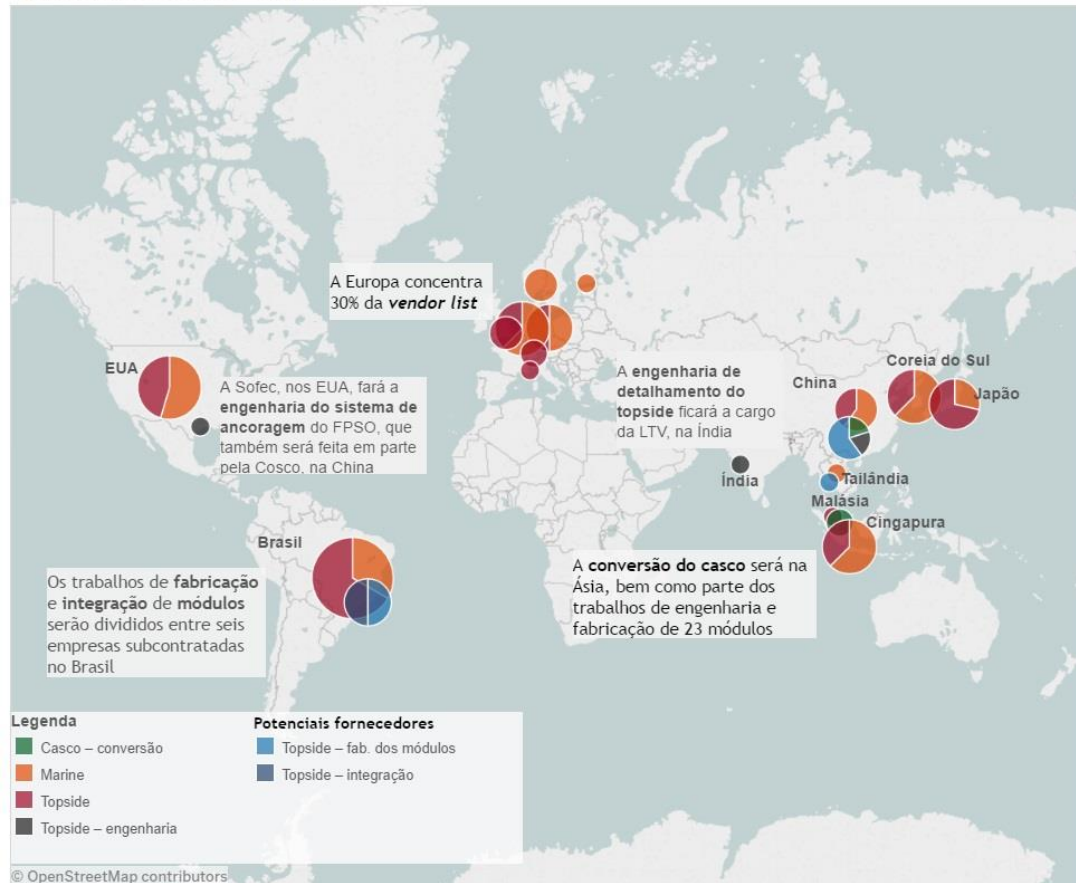 A Europa concentra
30% da vendor list
EUA
A Sofec, nos EUA, fará a
engenharia do sistema de
ancoragem do FPSO, que
também será feita em parte
pela Cosco, na China
A engenharia de
detalhamento do
topside ficará a cargo
da LTV, na Índia
China
Coreia do Sul
Japão
Índia
Tailândia
Malásia
Cingapura
Brasil
Os trabalhos de fabricação
e integração de módulos
serão divididos entre seis
empresas subcontratadas
no Brasil
A conversão do casco será na
Ásia, bem como parte dos
trabalhos de engenharia e
fabricação de 23 módulos
Legenda
Casco – conversão
Marine
Topside
Topside – engenharia
Potenciais fornecedores
Topside – fab. dos módulos
Topside – integração
© OpenStreetMap contributors